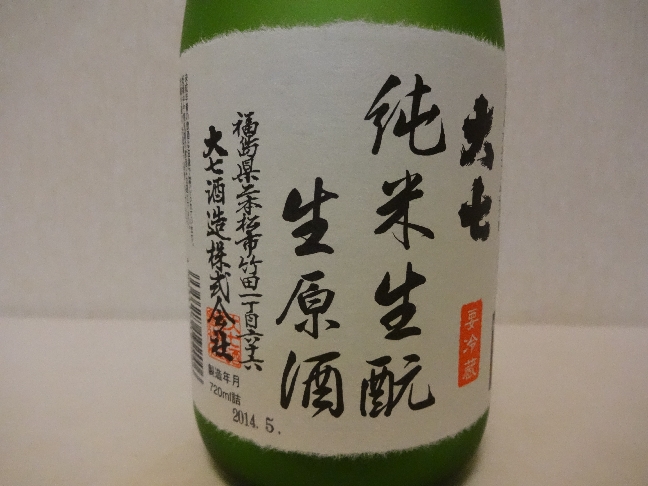 大七
純米生酛
生原酒
要冷蔵
福島県二本松市竹田一丁目六十六
大七酒造株式会社
製造年月
720ml詰
2014.5.